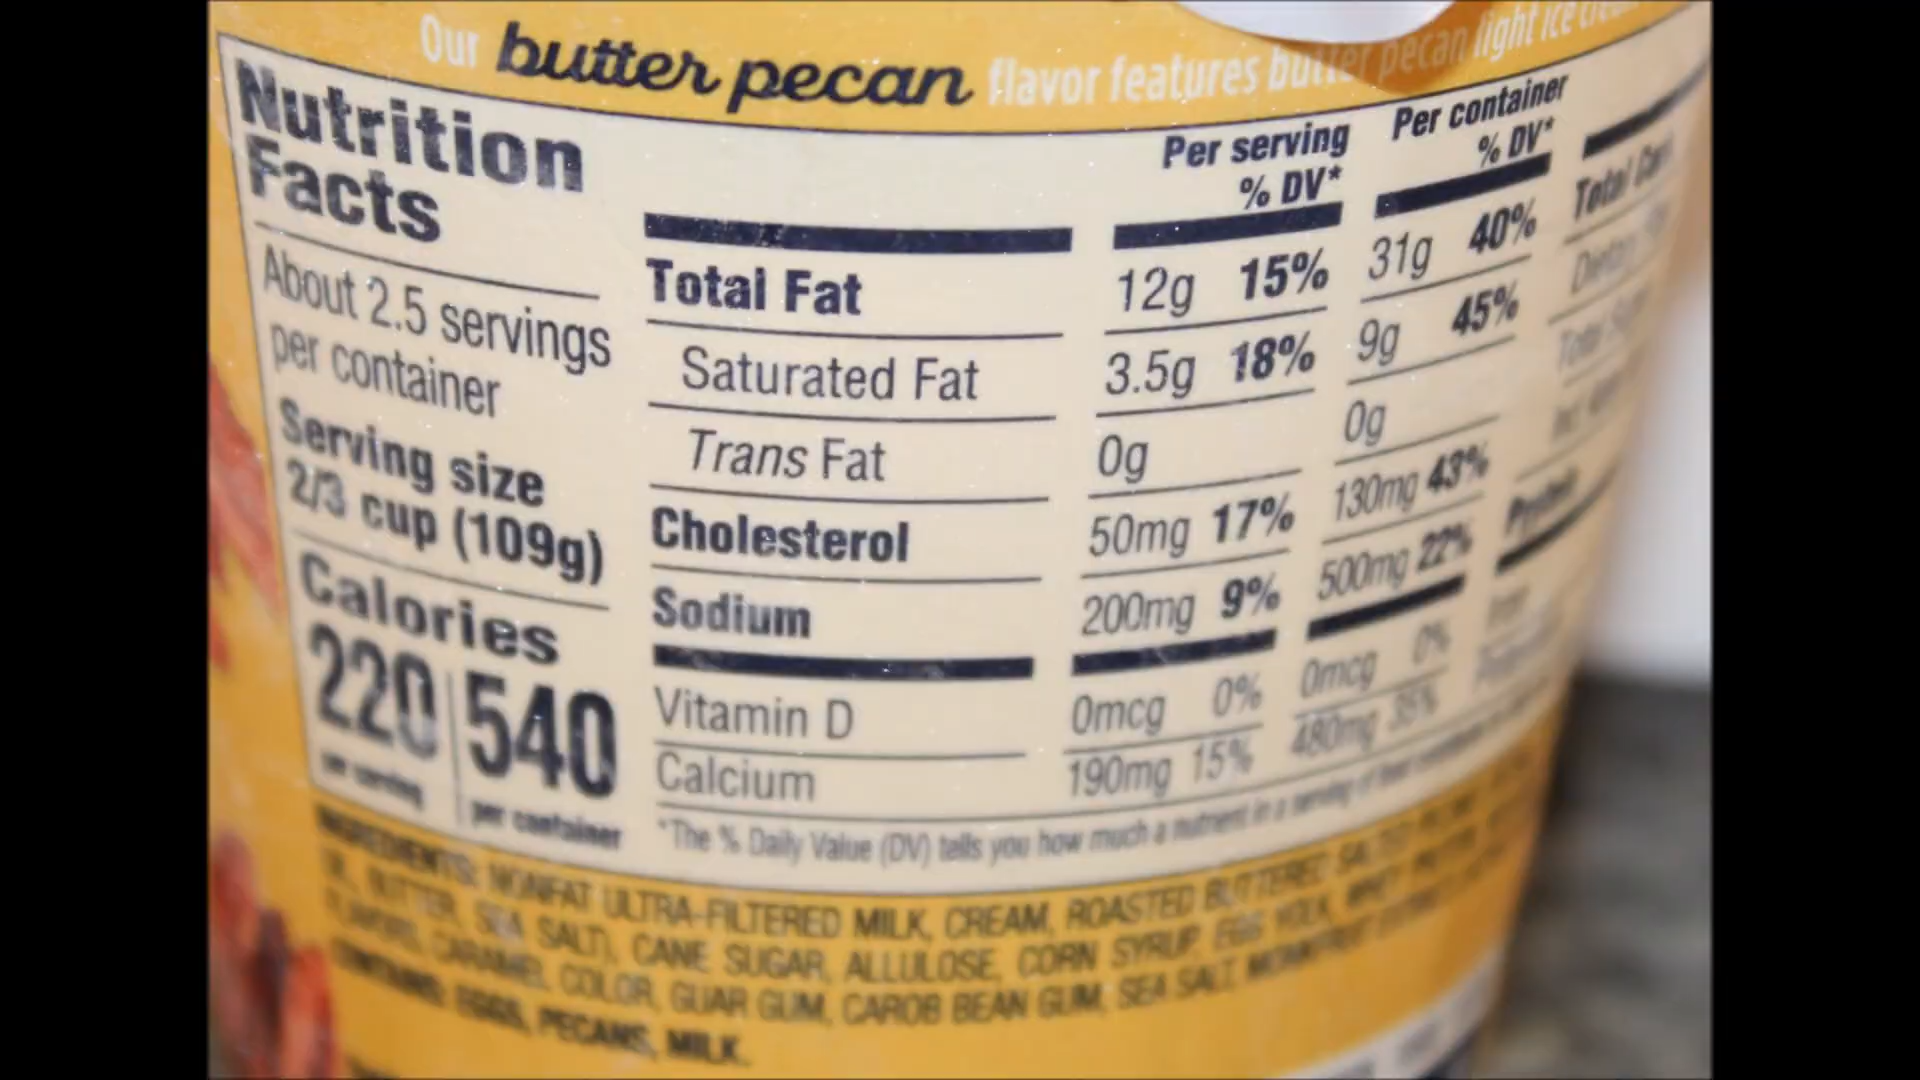 Our butter pecan flavor features butter pecan light ice
Nutrition
Facts
About 2.5 servings
per container
Serving size
2/3 cup (109g)
Calories
220 540
per serving per container
Per serving Per container
% DV* % DV*
Total Fat 12g 15% 31g 40%
Saturated Fat 3.5g 18% 9g 45%
Trans Fat 0g 0g
Cholesterol 50mg 17% 130mg 43%
Sodium 200mg 9% 500mg 22%
Vitamin D 0mcg 0% 0mcg 0%
Calcium 190mg 15% 480mg 35%
*The % Daily Value (DV) tells you how much a nutrient in a serving of
Total
Protein
INGREDIENTS: NONFAT ULTRA-FILTERED MILK, CREAM, ROASTED BUTTERED SALTED
BUTTER, SEA SALT), CANE SUGAR, ALLULOSE, CORN SYRUP, EGG YOLK, WHEY
CARAMEL COLOR, GUAR GUM, CAROB BEAN GUM, SEA SALT,
CONTAINS: EGGS, PECANS, MILK.